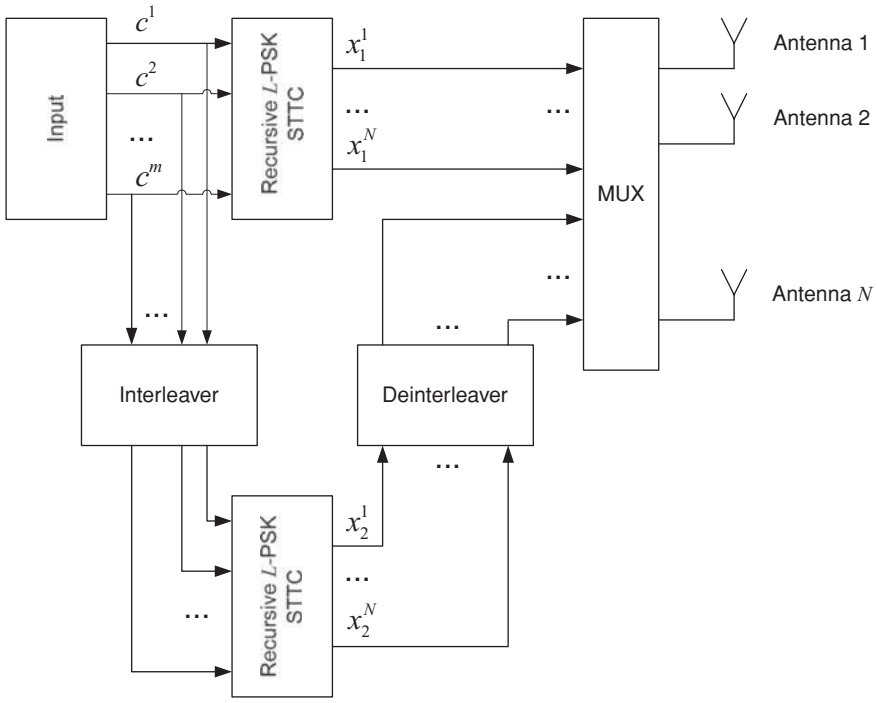 Input
c^1
c^2
...
c^m
Recursive L-PSK
STTC
x_1^1
...
x_1^N
...
MUX
Antenna 1
Antenna 2
Antenna N
...
...
...
Interleaver
Deinterleaver
...
...
Recursive L-PSK
STTC
x_2^1
...
x_2^N